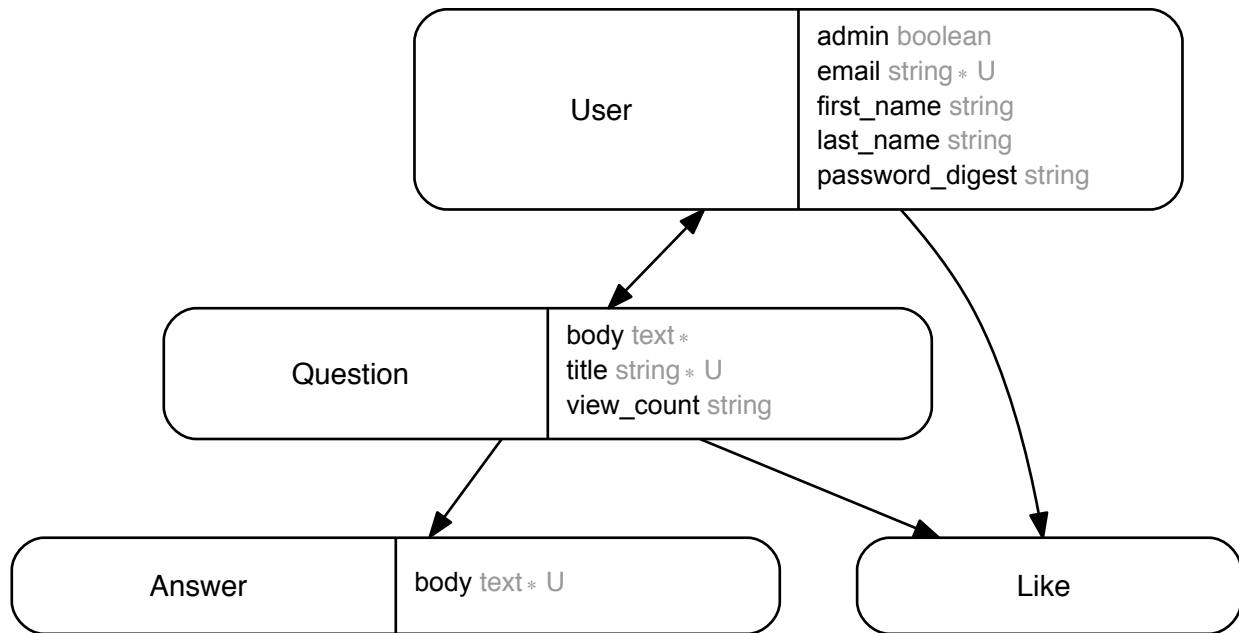 User
admin boolean
email string * U
first_name string
last_name string
password_digest string
Question
body text *
title string * U
view_count string
Answer
body text * U
Like